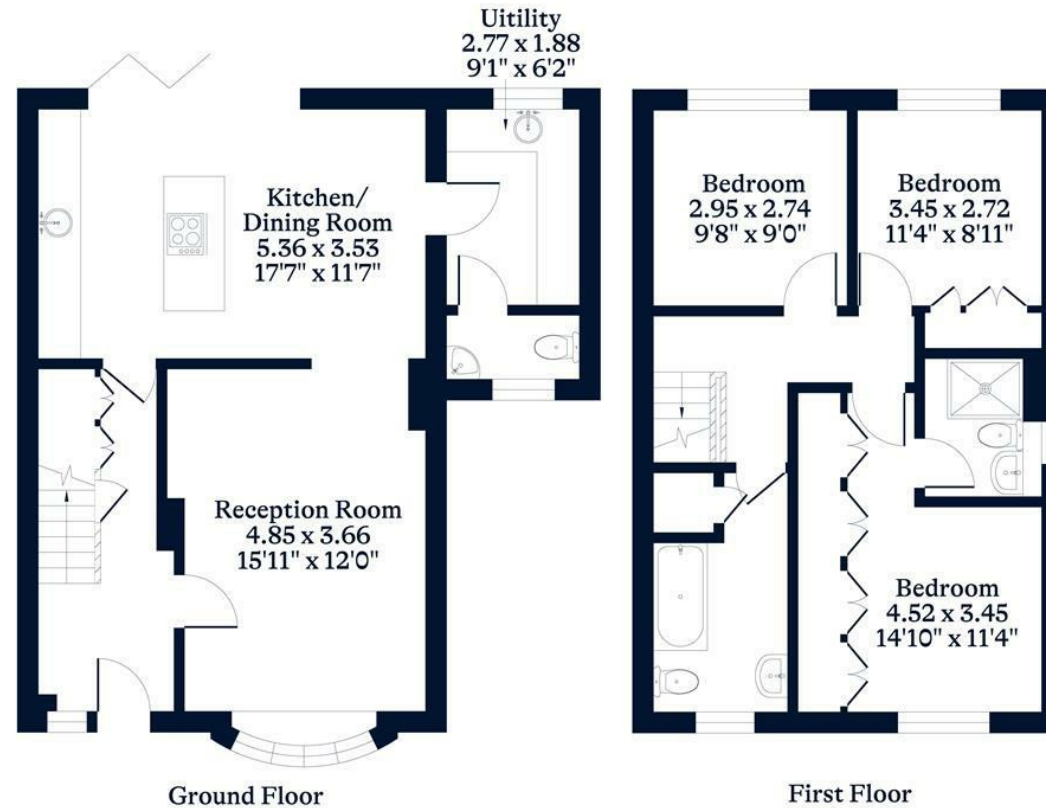 Uitility
2.77 x 1.88
9'1" x 6'2"
Kitchen/
Dining Room
5.36 x 3.53
17'7" x 11'7"
Reception Room
4.85 x 3.66
15'11" x 12'0"
Ground Floor
Bedroom
2.95 x 2.74
9'8" x 9'0"
Bedroom
3.45 x 2.72
11'4" x 8'11"
Bedroom
4.52 x 3.45
14'10" x 11'4"
First Floor